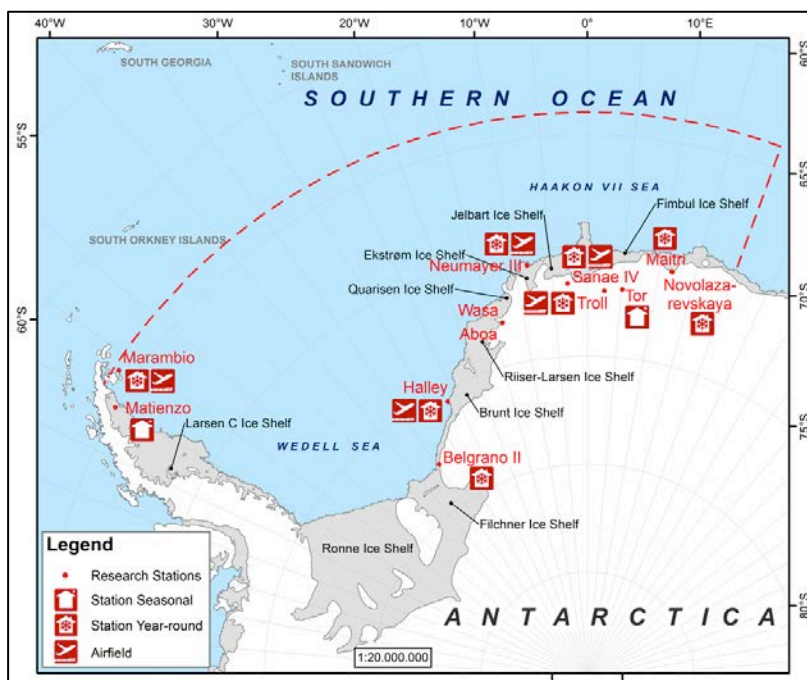 40°W
30°W
20°W
10°W
0°
10°E
60°S
SOUTH GEORGIA
SOUTH SANDWICH
ISLANDS
SOUTHERN OCEAN
55°S
65°S
HAAKON VII SEA
Jelbart Ice Shelf
Fimbul Ice Shelf
SOUTH ORKNEY ISLANDS
Ekstrøm Ice Shelf
Neumayer III
Maitri
Sanae IV
Quarisen Ice Shelf
Troll
Tor
Novolaza-
revskaya
70°S
Wasa
Aboa
60°S
Marambio
Riiser-Larsen Ice Shelf
Halley
Matienzo
Larsen C Ice Shelf
Brunt Ice Shelf
75°S
WEDELL SEA
Belgrano II
Filchner Ice Shelf
Ronne Ice Shelf
Legend
Research Stations
Station Seasonal
Station Year-round
Airfield
ANTARCTICA
80°S
1:20.000.000